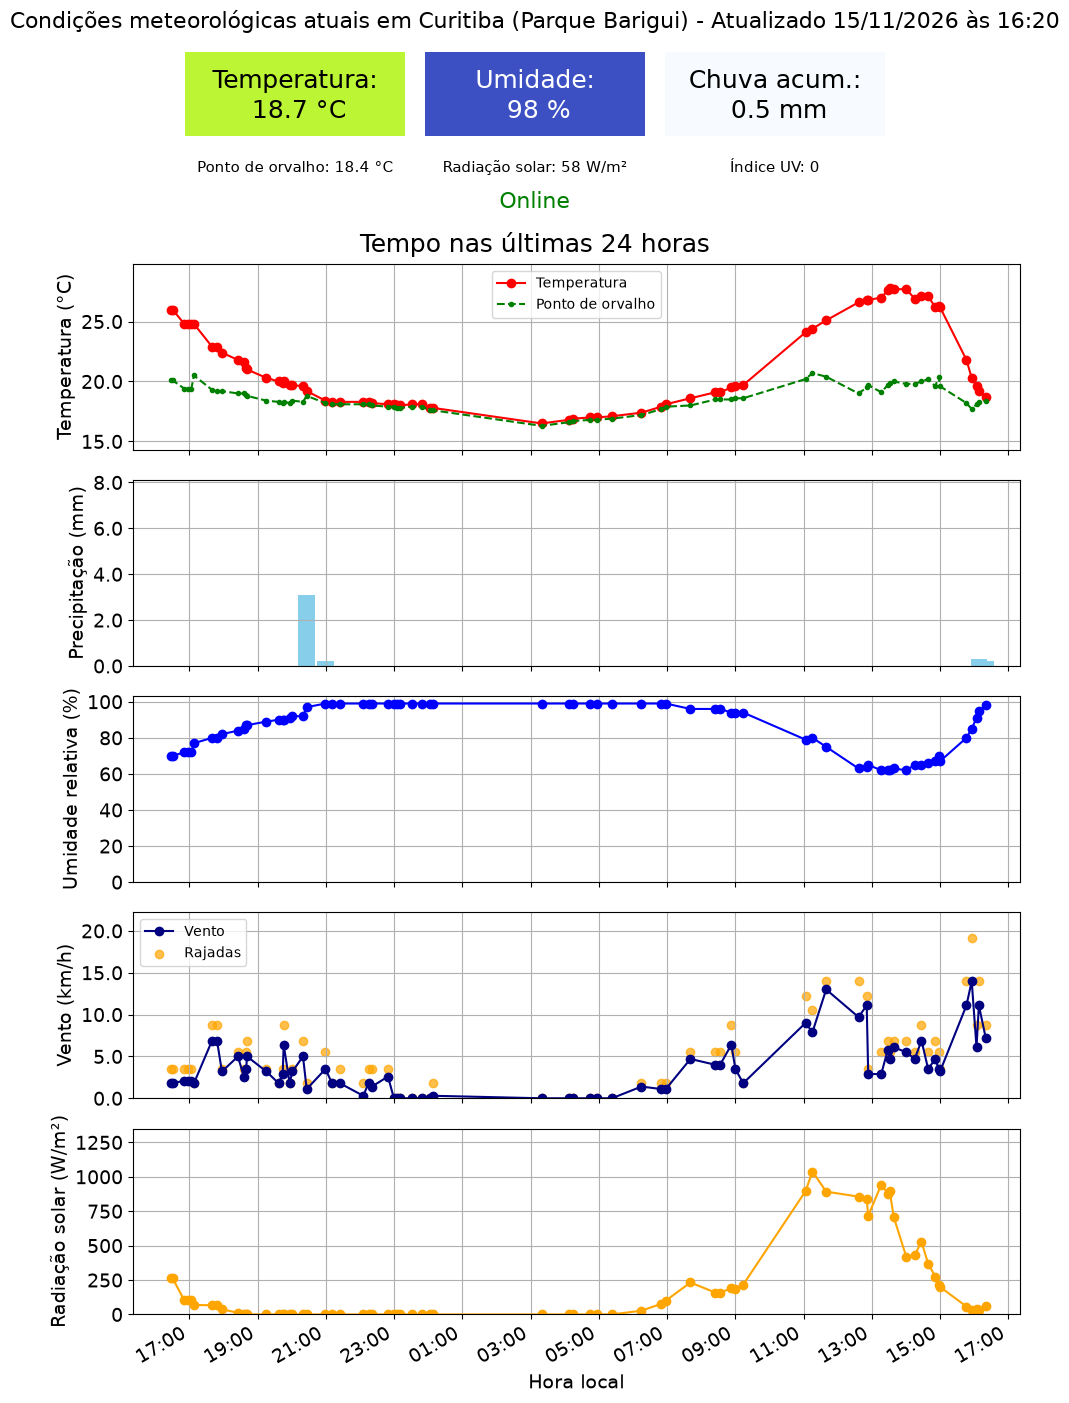 Condições meteorológicas atuais em Curitiba (Parque Barigui) - Atualizado 15/11/2026 às 16:20
Temperatura:
18.7 °C
Umidade:
98 %
Chuva acum.:
0.5 mm
Ponto de orvalho: 18.4 °C
Radiação solar: 58 W/m²
Índice UV: 0
Online
Tempo nas últimas 24 horas
Temperatura (°C)
25.0
20.0
15.0
Temperatura
Ponto de orvalho
Precipitação (mm)
8.0
6.0
4.0
2.0
0.0
Umidade relativa (%)
100
80
60
40
20
0
Vento (km/h)
20.0
15.0
10.0
5.0
0.0
Vento
Rajadas
Radiação solar (W/m²)
1250
1000
750
500
250
0
17:00
19:00
21:00
23:00
01:00
03:00
05:00
07:00
09:00
11:00
13:00
15:00
17:00
Hora local